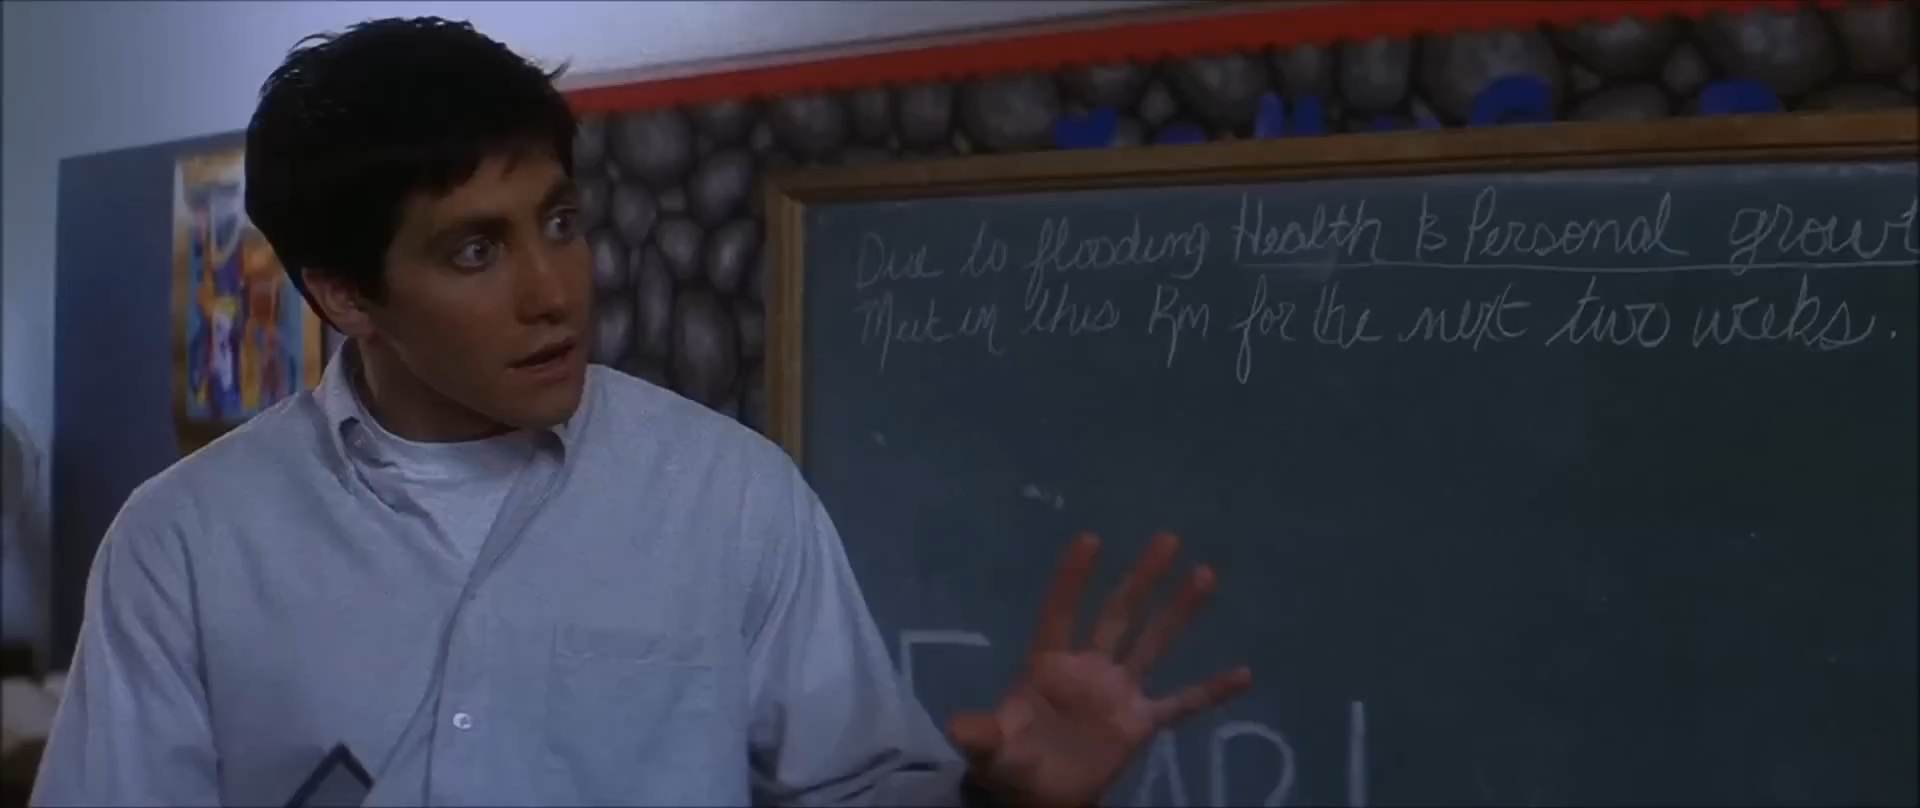 Due to flooding Health & Personal growt
Meet in this Rm for the next two weeks.
F